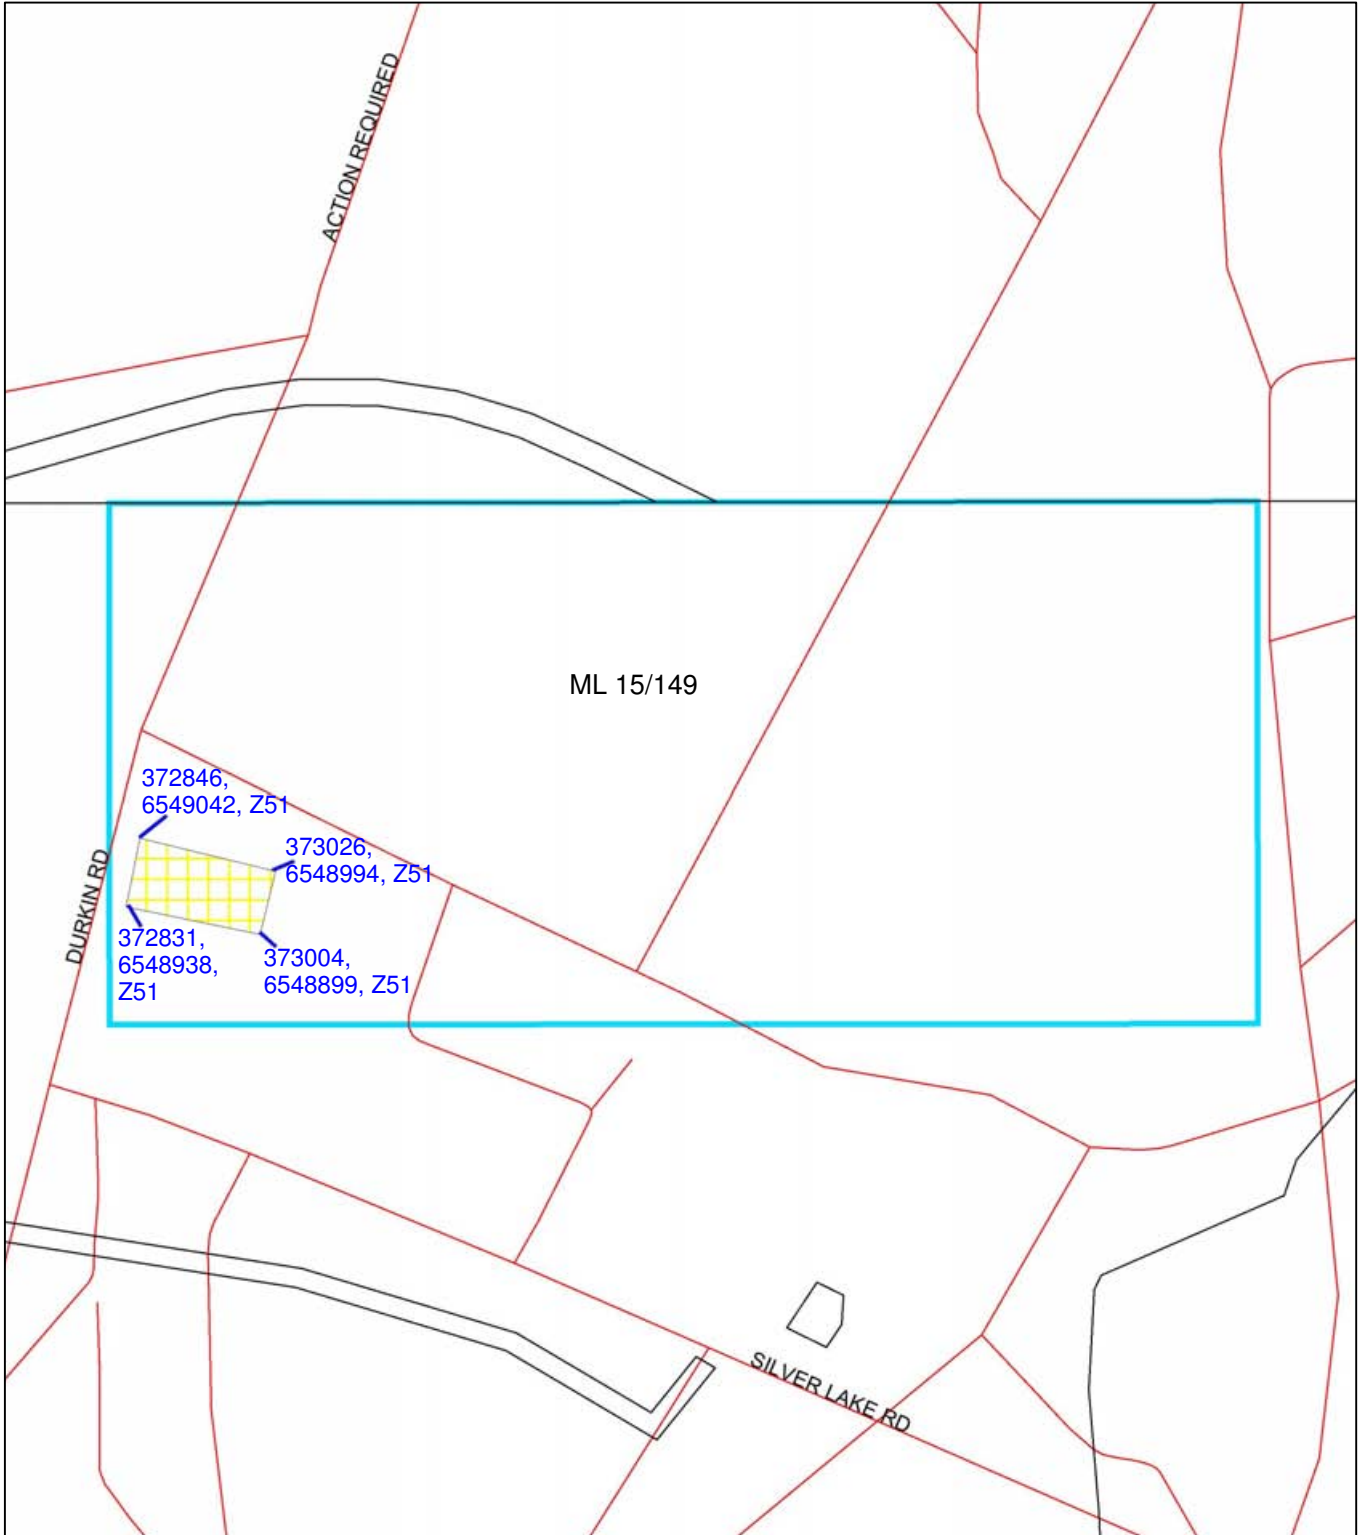 ACTION REQUIRED
ML 15/149
372846,
6549042, Z51
373026,
6548994, Z51
DURKIN RD
372831,
6548938,
Z51
373004,
6548899, Z51
SILVER LAKE RD